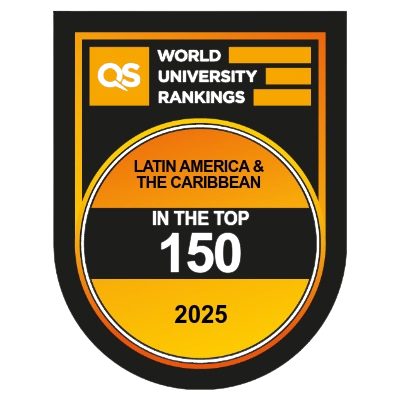 QS
WORLD
UNIVERSITY
RANKINGS
LATIN AMERICA &
THE CARIBBEAN
IN THE TOP
150
2025